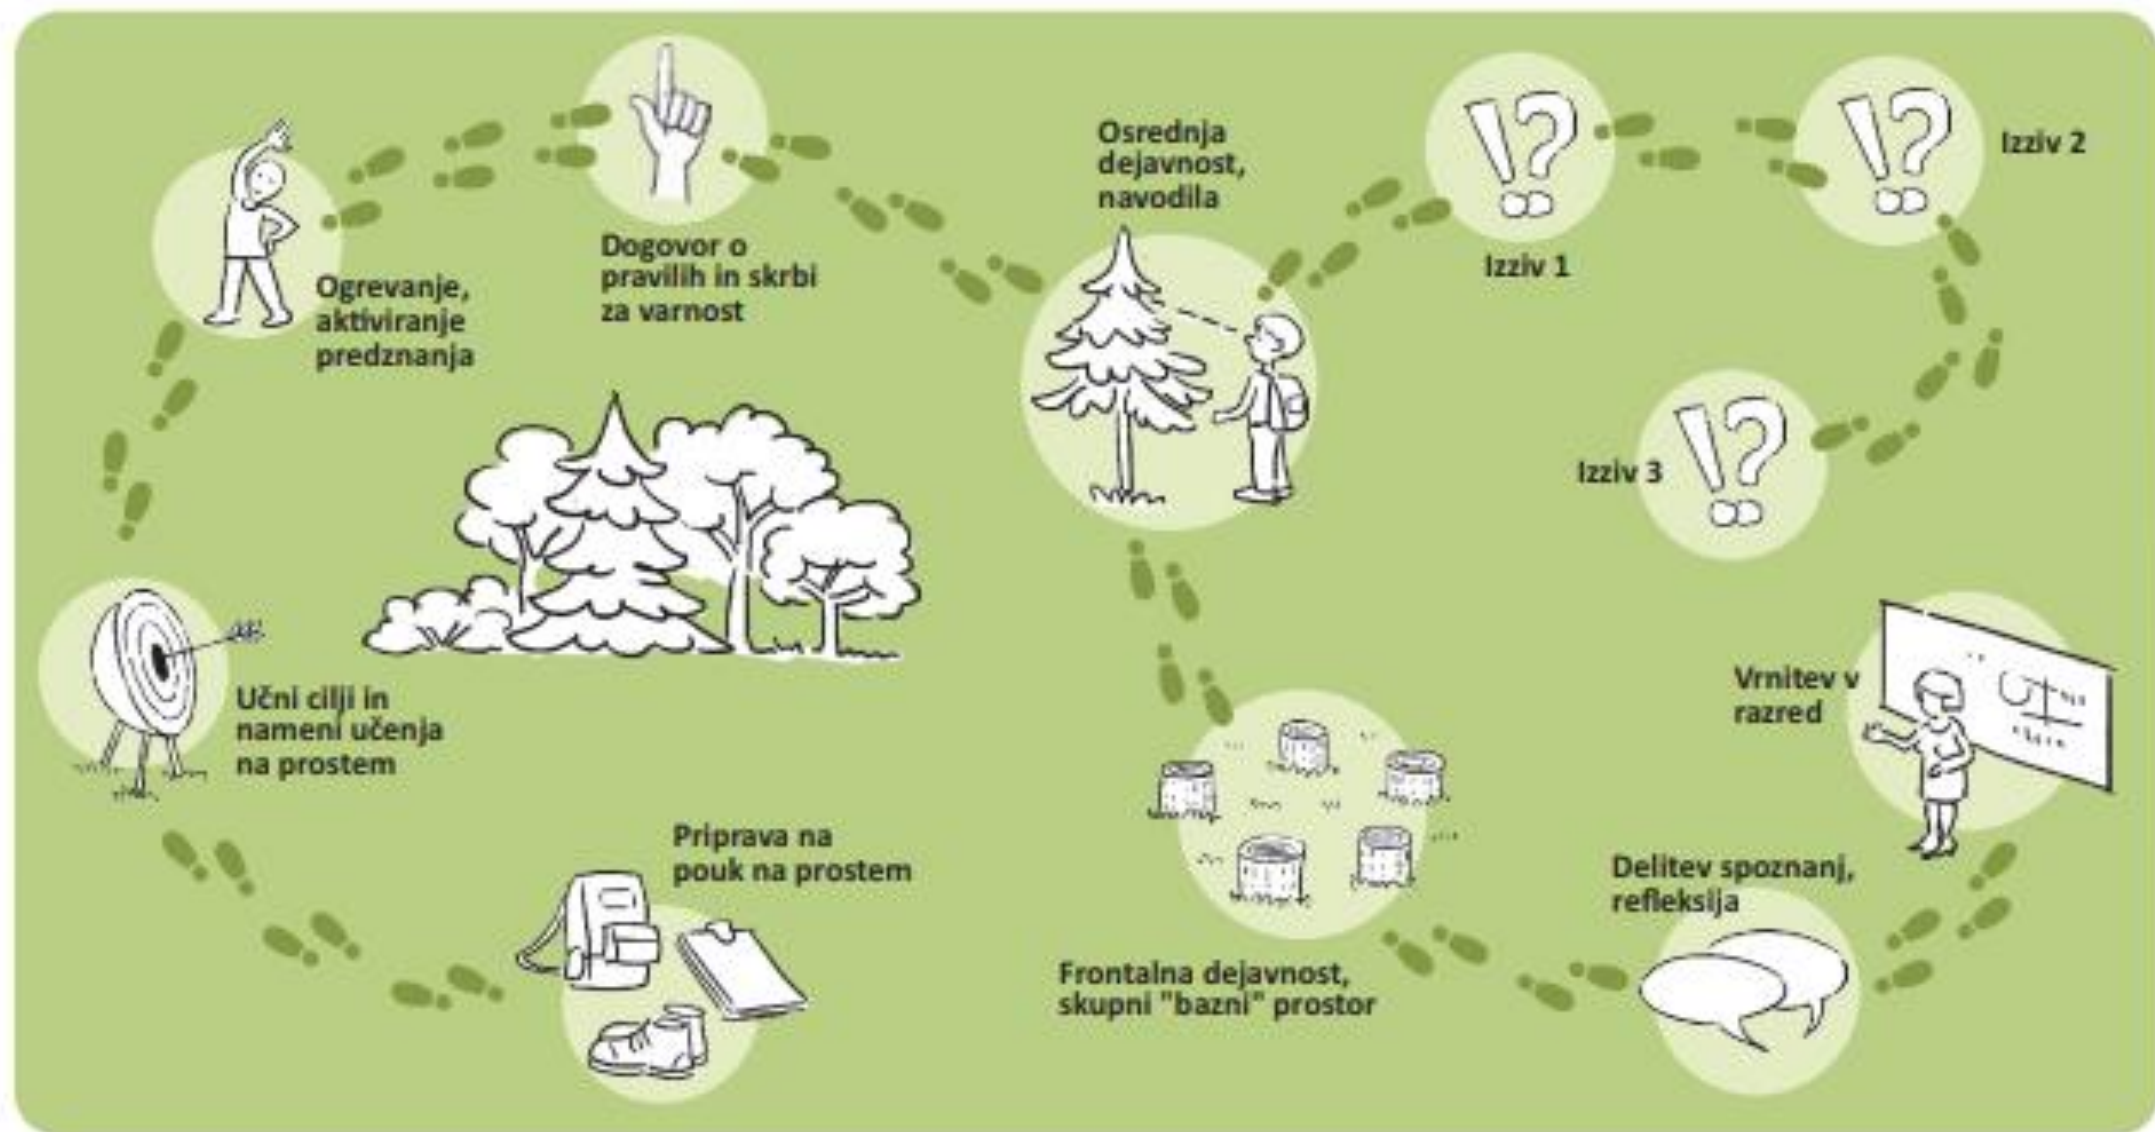 Ogrevanje,
aktiviranje
predznanja
Dogovor o
pravilih in skrbi
za varnost
Osrednja
dejavnost,
navodila
Izziv 1
Izziv 2
Izziv 3
Učni cilji in
nameni učenja
na prostem
Priprava na
pouk na prostem
Frontalna dejavnost,
skupni "bazni" prostor
Delitev spoznanj,
refleksija
Vrnitev v
razred